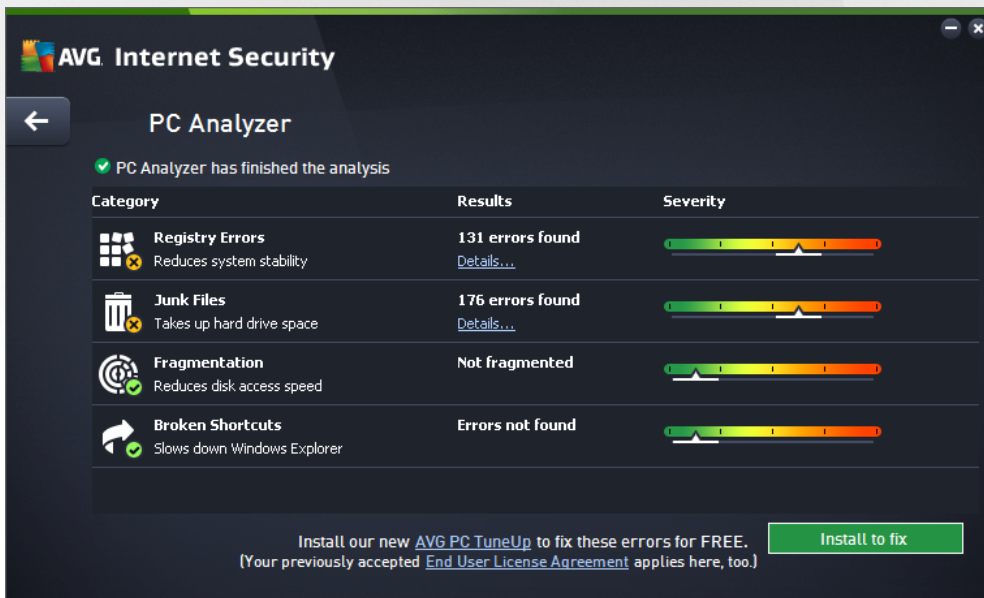 AVG. Internet Security
PC Analyzer
PC Analyzer has finished the analysis
Category Results Severity
Registry Errors 131 errors found
Reduces system stability Details...
Junk Files 176 errors found
Takes up hard drive space Details...
Fragmentation Not fragmented
Reduces disk access speed
Broken Shortcuts Errors not found
Slows down Windows Explorer
Install our new AVG PC TuneUp to fix these errors for FREE. Install to fix
(Your previously accepted End User License Agreement applies here, too.)